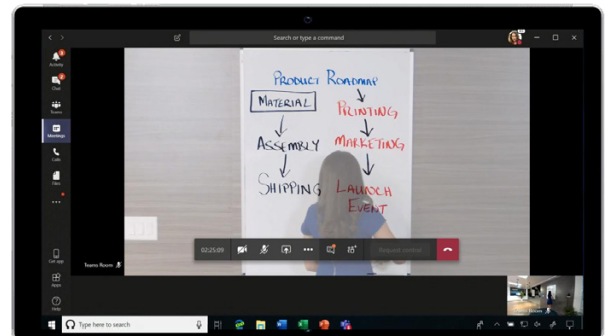 Search or type a command
Activity
Chat
Teams
Meetings
Calls
Files
Get app
Apps
Help
PRODUCT ROADMAP
MATERIAL
PRINTING
ASSEMBLY
MARKETING
SHIPPING
LAUNCH
EVENT
02:25:09
Request control
Teams Room
Type here to search